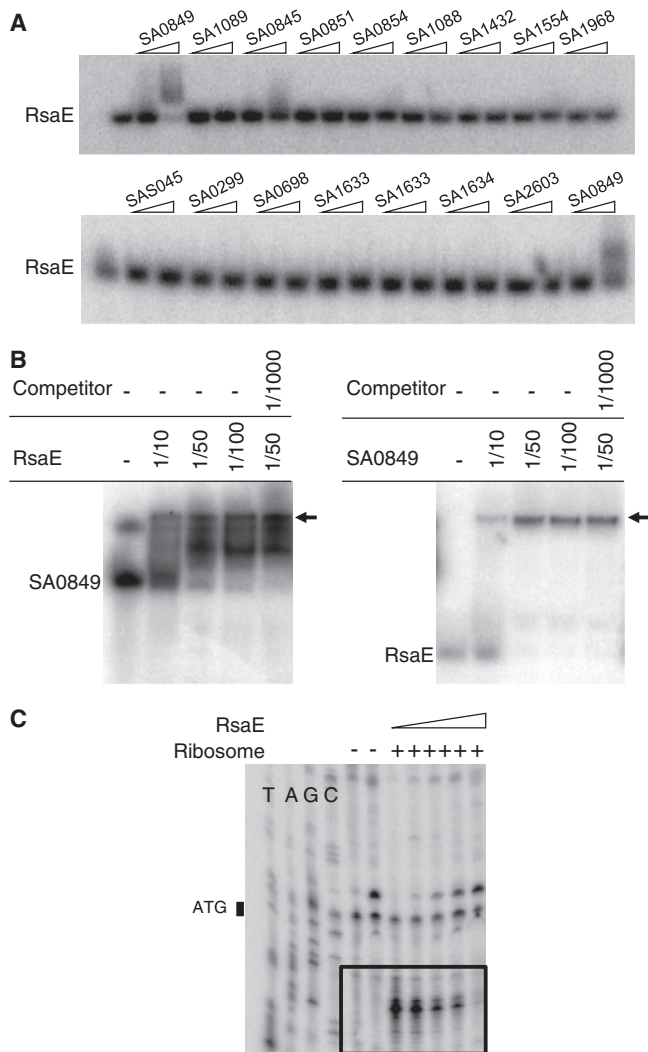 A
SA0849 SA1089 SA0845 SA0851 SA0854 SA1088 SA1432 SA1554 SA1968
RsaE
SAS045 SA0299 SA0698 SA1633 SA1633 SA1634 SA2603 SA0849
RsaE
B
Competitor - - - - 1/1000
RsaE - 1/10 1/50 1/100 1/50
SA0849
Competitor - - - - 1/1000
SA0849 - 1/10 1/50 1/100 1/50
RsaE
C
RsaE
Ribosome - - + + + + +
T A G C
ATG